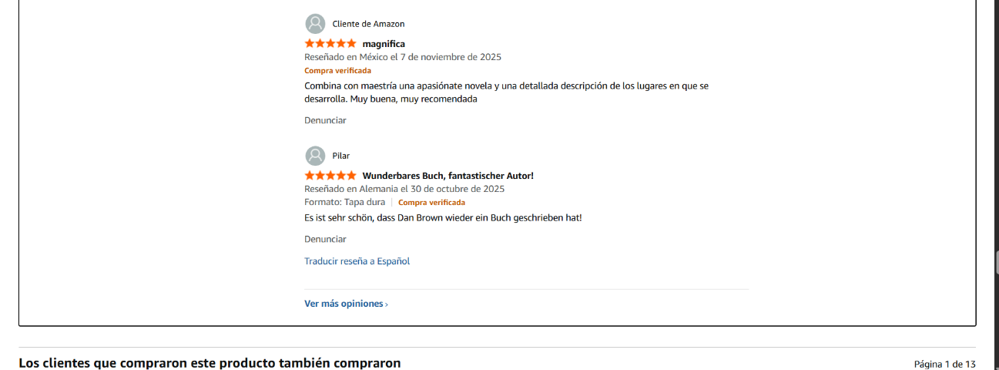 Cliente de Amazon
magnifica
Reseñado en México el 7 de noviembre de 2025
Compra verificada
Combina con maestría una apasiónate novela y una detallada descripción de los lugares en que se
desarrolla. Muy buena, muy recomendada
Denunciar
Pilar
Wunderbares Buch, fantastischer Autor!
Reseñado en Alemania el 30 de octubre de 2025
Formato: Tapa dura | Compra verificada
Es ist sehr schön, dass Dan Brown wieder ein Buch geschrieben hat!
Denunciar
Traducir reseña a Español
Ver más opiniones ›
Los clientes que compraron este producto también compraron
Página 1 de 13